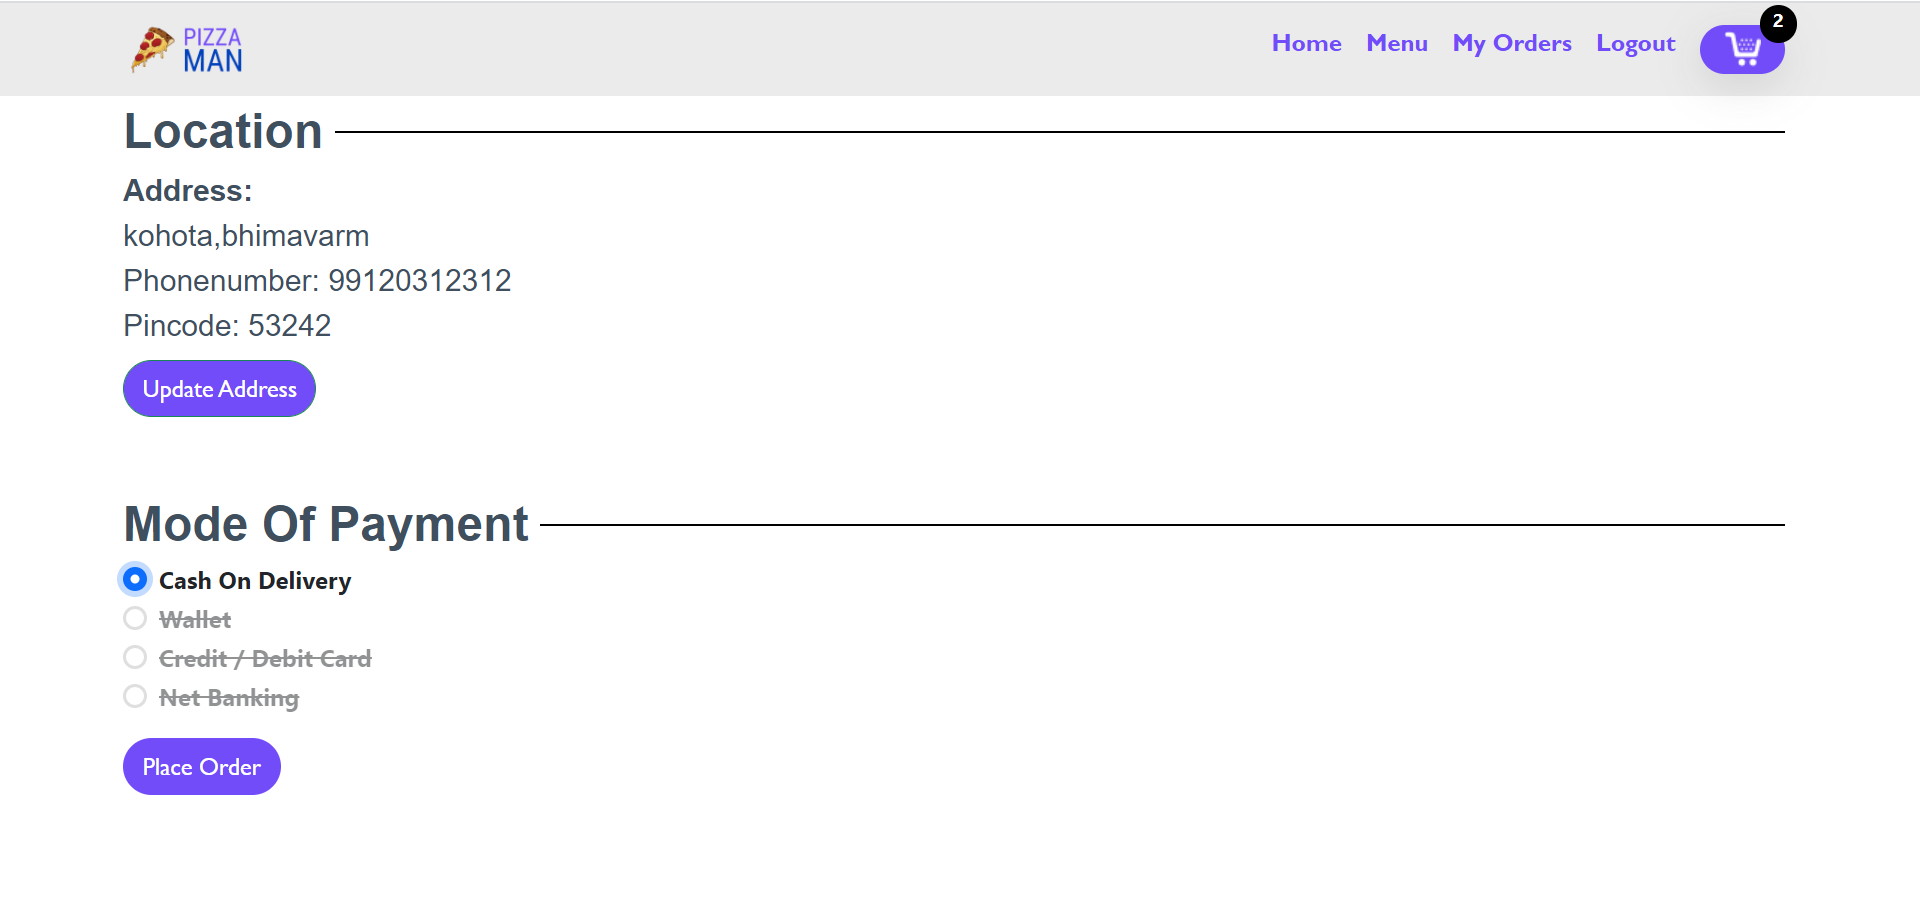 PIZZA
MAN
Home Menu My Orders Logout 2
Location
Address:
kohota,bhimavarm
Phonenumber: 99120312312
Pincode: 53242
Update Address
Mode Of Payment
Cash On Delivery
Wallet
Credit / Debit Card
Net Banking
Place Order